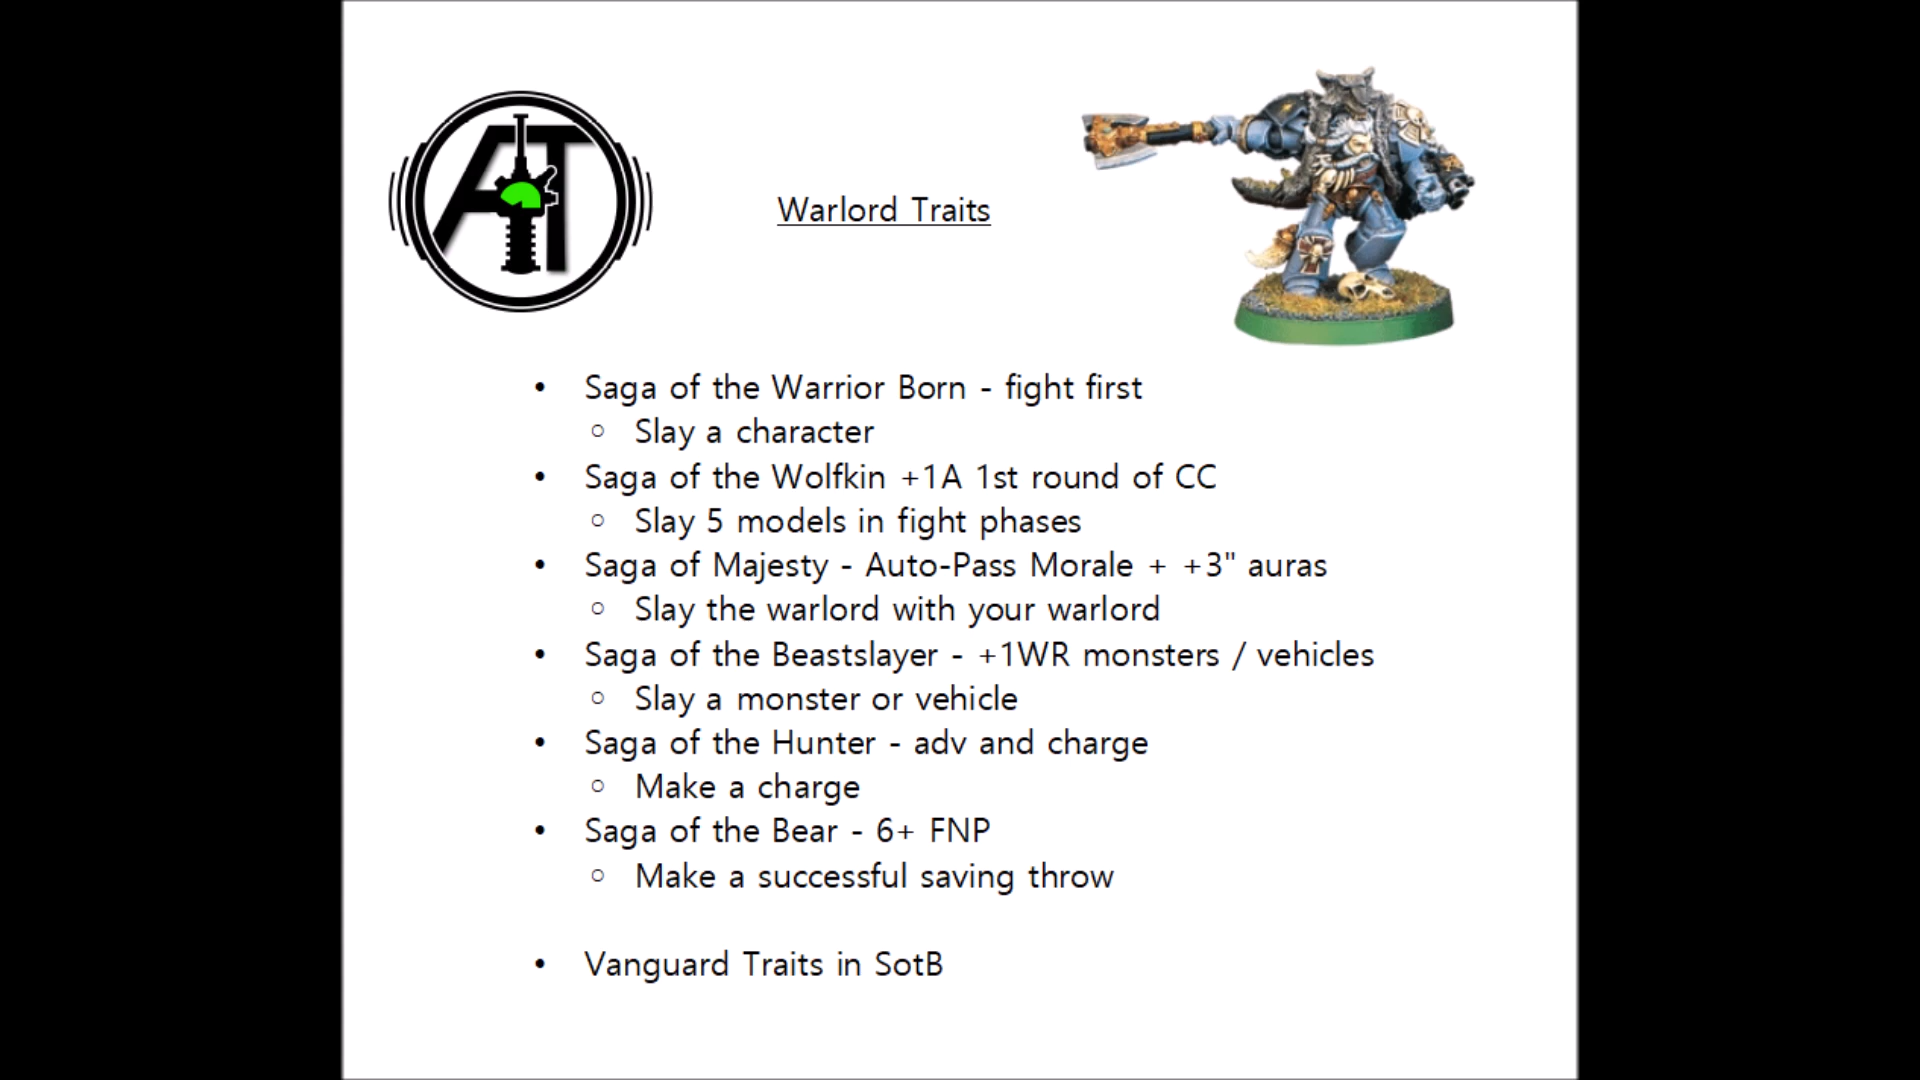 AT
Warlord Traits
• Saga of the Warrior Born - fight first
○ Slay a character
• Saga of the Wolfkin +1A 1st round of CC
○ Slay 5 models in fight phases
• Saga of Majesty - Auto-Pass Morale + +3" auras
○ Slay the warlord with your warlord
• Saga of the Beastslayer - +1WR monsters / vehicles
○ Slay a monster or vehicle
• Saga of the Hunter - adv and charge
○ Make a charge
• Saga of the Bear - 6+ FNP
○ Make a successful saving throw
• Vanguard Traits in SotB